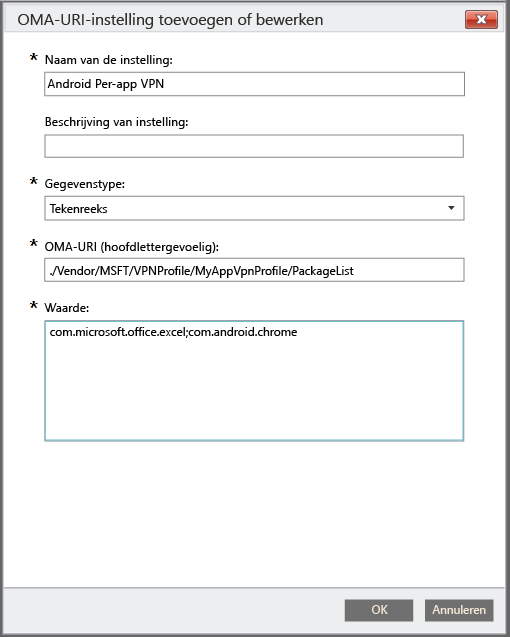 OMA-URI-instelling toevoegen of bewerken
* Naam van de instelling:
Android Per-app VPN
Beschrijving van instelling:
* Gegevenstype:
Tekenreeks
* OMA-URI (hoofdlettergevoelig):
./Vendor/MSFT/VPNProfile/MyAppVpnProfile/PackageList
* Waarde:
com.microsoft.office.excel;com.android.chrome
OK Annuleren